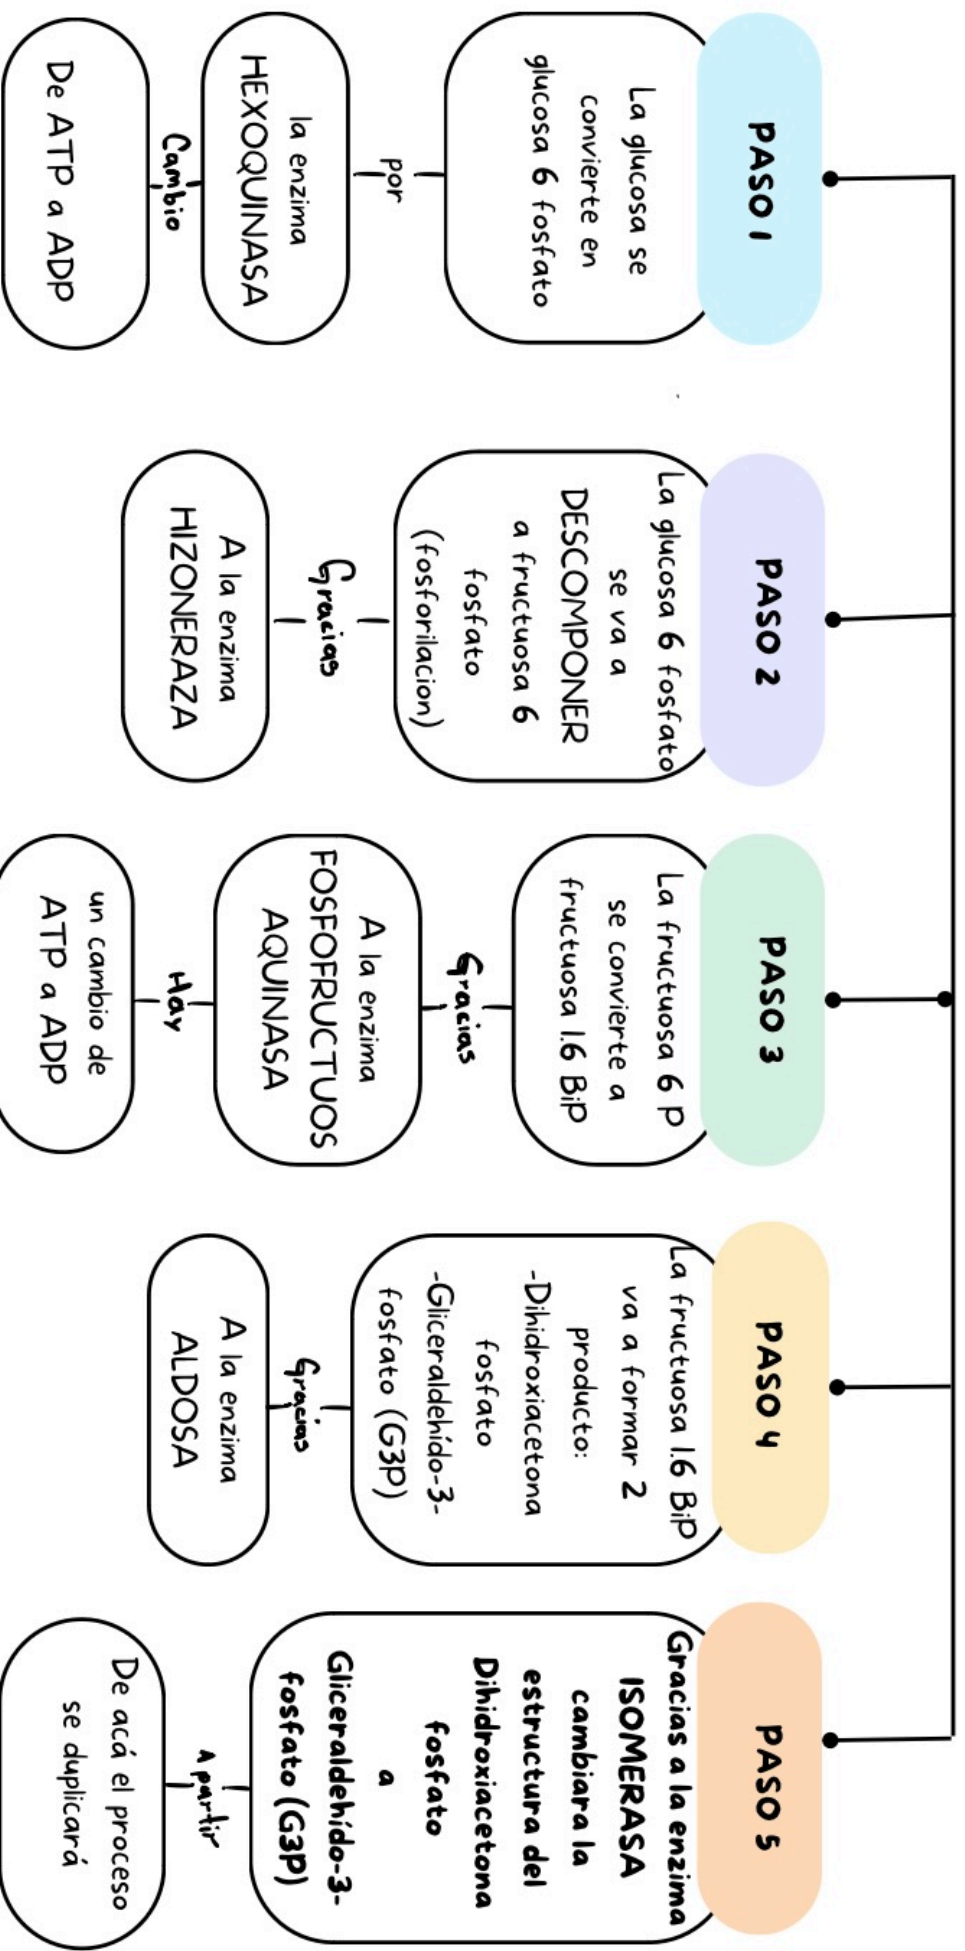 PASO 1
La glucosa se
convierte en
glucosa 6 fosfato
por
la enzima
HEXOQUINASA
Cambio
De ATP a ADP
PASO 2
La glucosa 6 fosfato
se va a
DESCOMPONER
a fructuosa 6
fosfato
(fosforilacion)
Gracias
A la enzima
HIZONERAZA
PASO 3
La fructuosa 6 P
se convierte a
fructuosa 1.6 BiP
Gracias
A la enzima
FOSFOFRUCTUOS
AQUINASA
Hay
un cambio de
ATP a ADP
PASO 4
La fructuosa 1.6 BiP
va a formar 2
producto:
-Dihidroxiacetona
fosfato
-Gliceraldehído-3-
fosfato (G3P)
Gracias
A la enzima
ALDOSA
PASO 5
Gracias a la enzima
ISOMERASA
cambiara la
estructura del
Dihidroxiacetona
fosfato
a
Gliceraldehído-3-
fosfato (G3P)
A partir
De acá el proceso
se duplicará